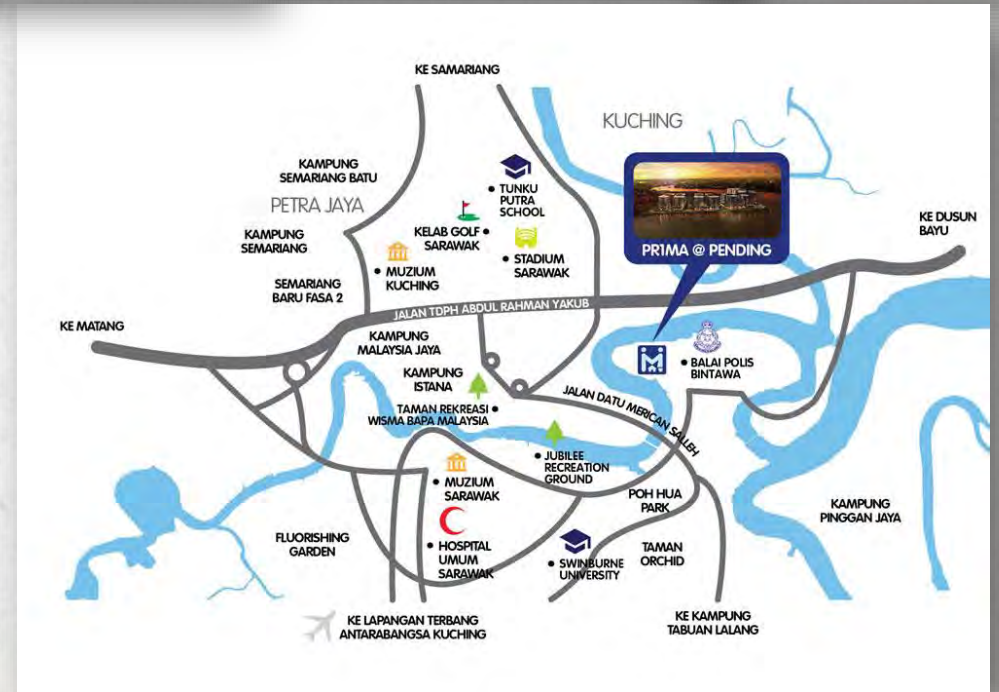 KE SAMARIANG
KUCHING
KAMPUNG
SEMARIANG BATU
TUNKU
PUTRA
SCHOOL
PETRA JAYA
KELAB GOLF
SARAWAK
KE DUSUN
BAYU
KAMPUNG
SEMARIANG
PR1MA @ PENDING
STADIUM
SARAWAK
MUZIUM
KUCHING
SEMARIANG
BARU FASA 2
JALAN TDPH ABDUL RAHMAN YAKUB
KE MATANG
KAMPUNG
MALAYSIA JAYA
BALAI POLIS
BINTAWA
KAMPUNG
ISTANA
JALAN DATU MERICAN SALLEH
TAMAN REKREASI
WISMA BAPA MALAYSIA
JUBILEE
RECREATION
GROUND
MUZIUM
SARAWAK
POH HUA
PARK
KAMPUNG
PINGGAN JAYA
FLUORISHING
GARDEN
HOSPITAL
UMUM
SARAWAK
TAMAN
ORCHID
SWINBURNE
UNIVERSITY
KE LAPANGAN TERBANG
ANTARABANGSA KUCHING
KE KAMPUNG
TABUAN LALANG